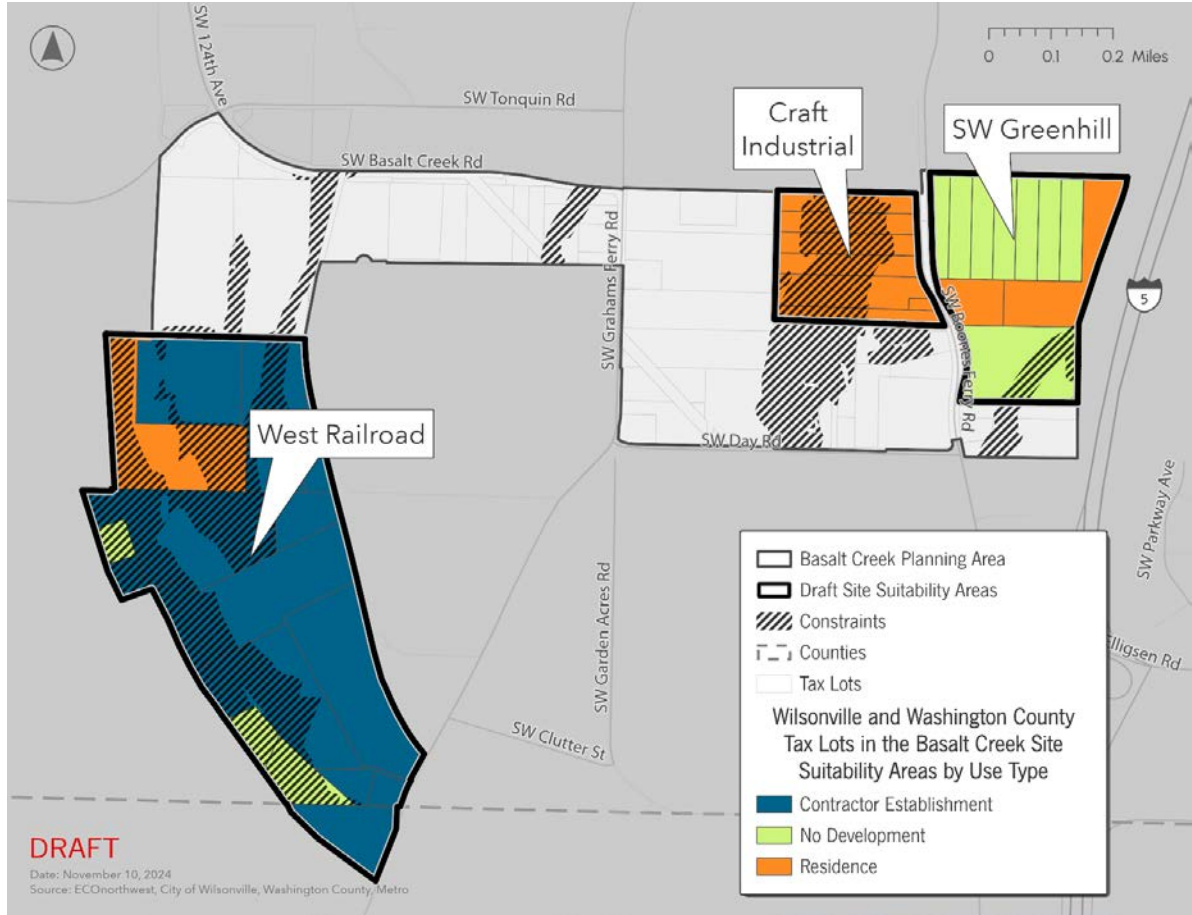 SW 124th Ave
SW Tonquin Rd
SW Basalt Creek Rd
0 0.1 0.2 Miles
Craft
Industrial
SW Greenhill
SW Grahams Ferry Rd
SW Boones Ferry Rd
5
West Railroad
SW Day Rd
SW Parkway Ave
SW Garden Acres Rd
Elligsen Rd
SW Clutter St
Basalt Creek Planning Area
Draft Site Suitability Areas
Constraints
Counties
Tax Lots
Wilsonville and Washington County
Tax Lots in the Basalt Creek Site
Suitability Areas by Use Type
Contractor Establishment
No Development
Residence
DRAFT
Date: November 10, 2024
Source: ECOnorthwest, City of Wilsonville, Washington County, Metro